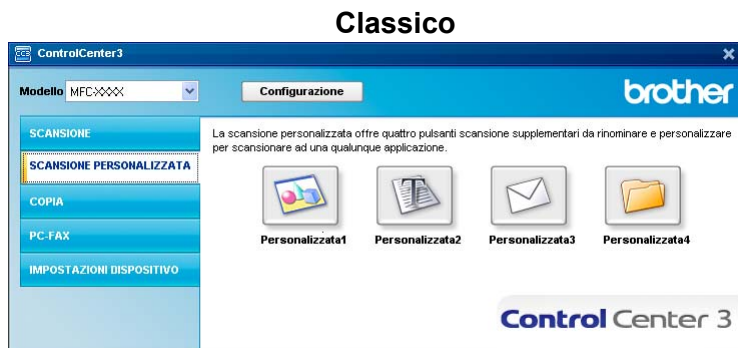 Classico
CC3 ControlCenter3
Modello MFC-XXXX Configurazione brother
SCANSIONE
SCANSIONE PERSONALIZZATA
COPIA
PC-FAX
IMPOSTAZIONI DISPOSITIVO
La scansione personalizzata offre quattro pulsanti scansione supplementari da rinominare e personalizzare
per scansionare ad una qualunque applicazione.
Personalizzata1 Personalizzata2 Personalizzata3 Personalizzata4
Control Center 3